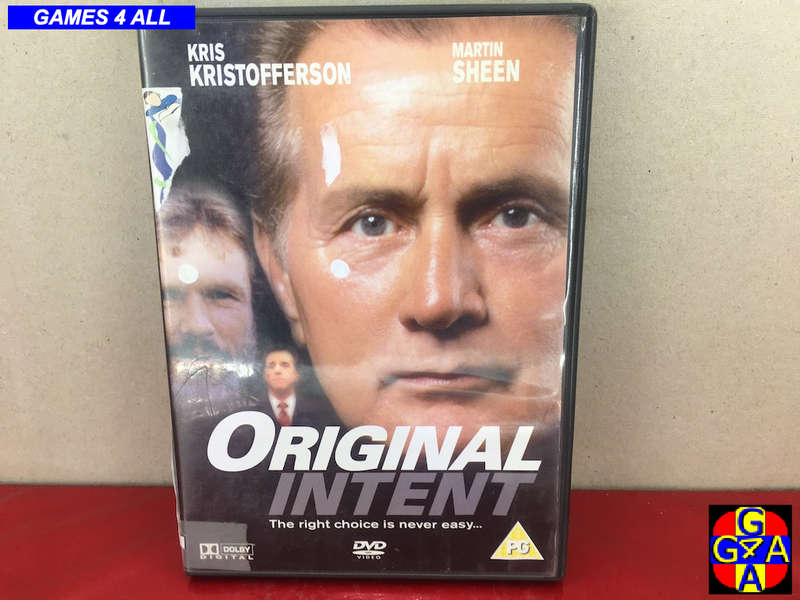 GAMES 4 ALL
KRIS
KRISTOFFERSON
MARTIN
SHEEN
ORIGINAL
INTENT
The right choice is never easy...
DOLBY
DIGITAL
DVD
VIDEO
PG
G
G4A
A